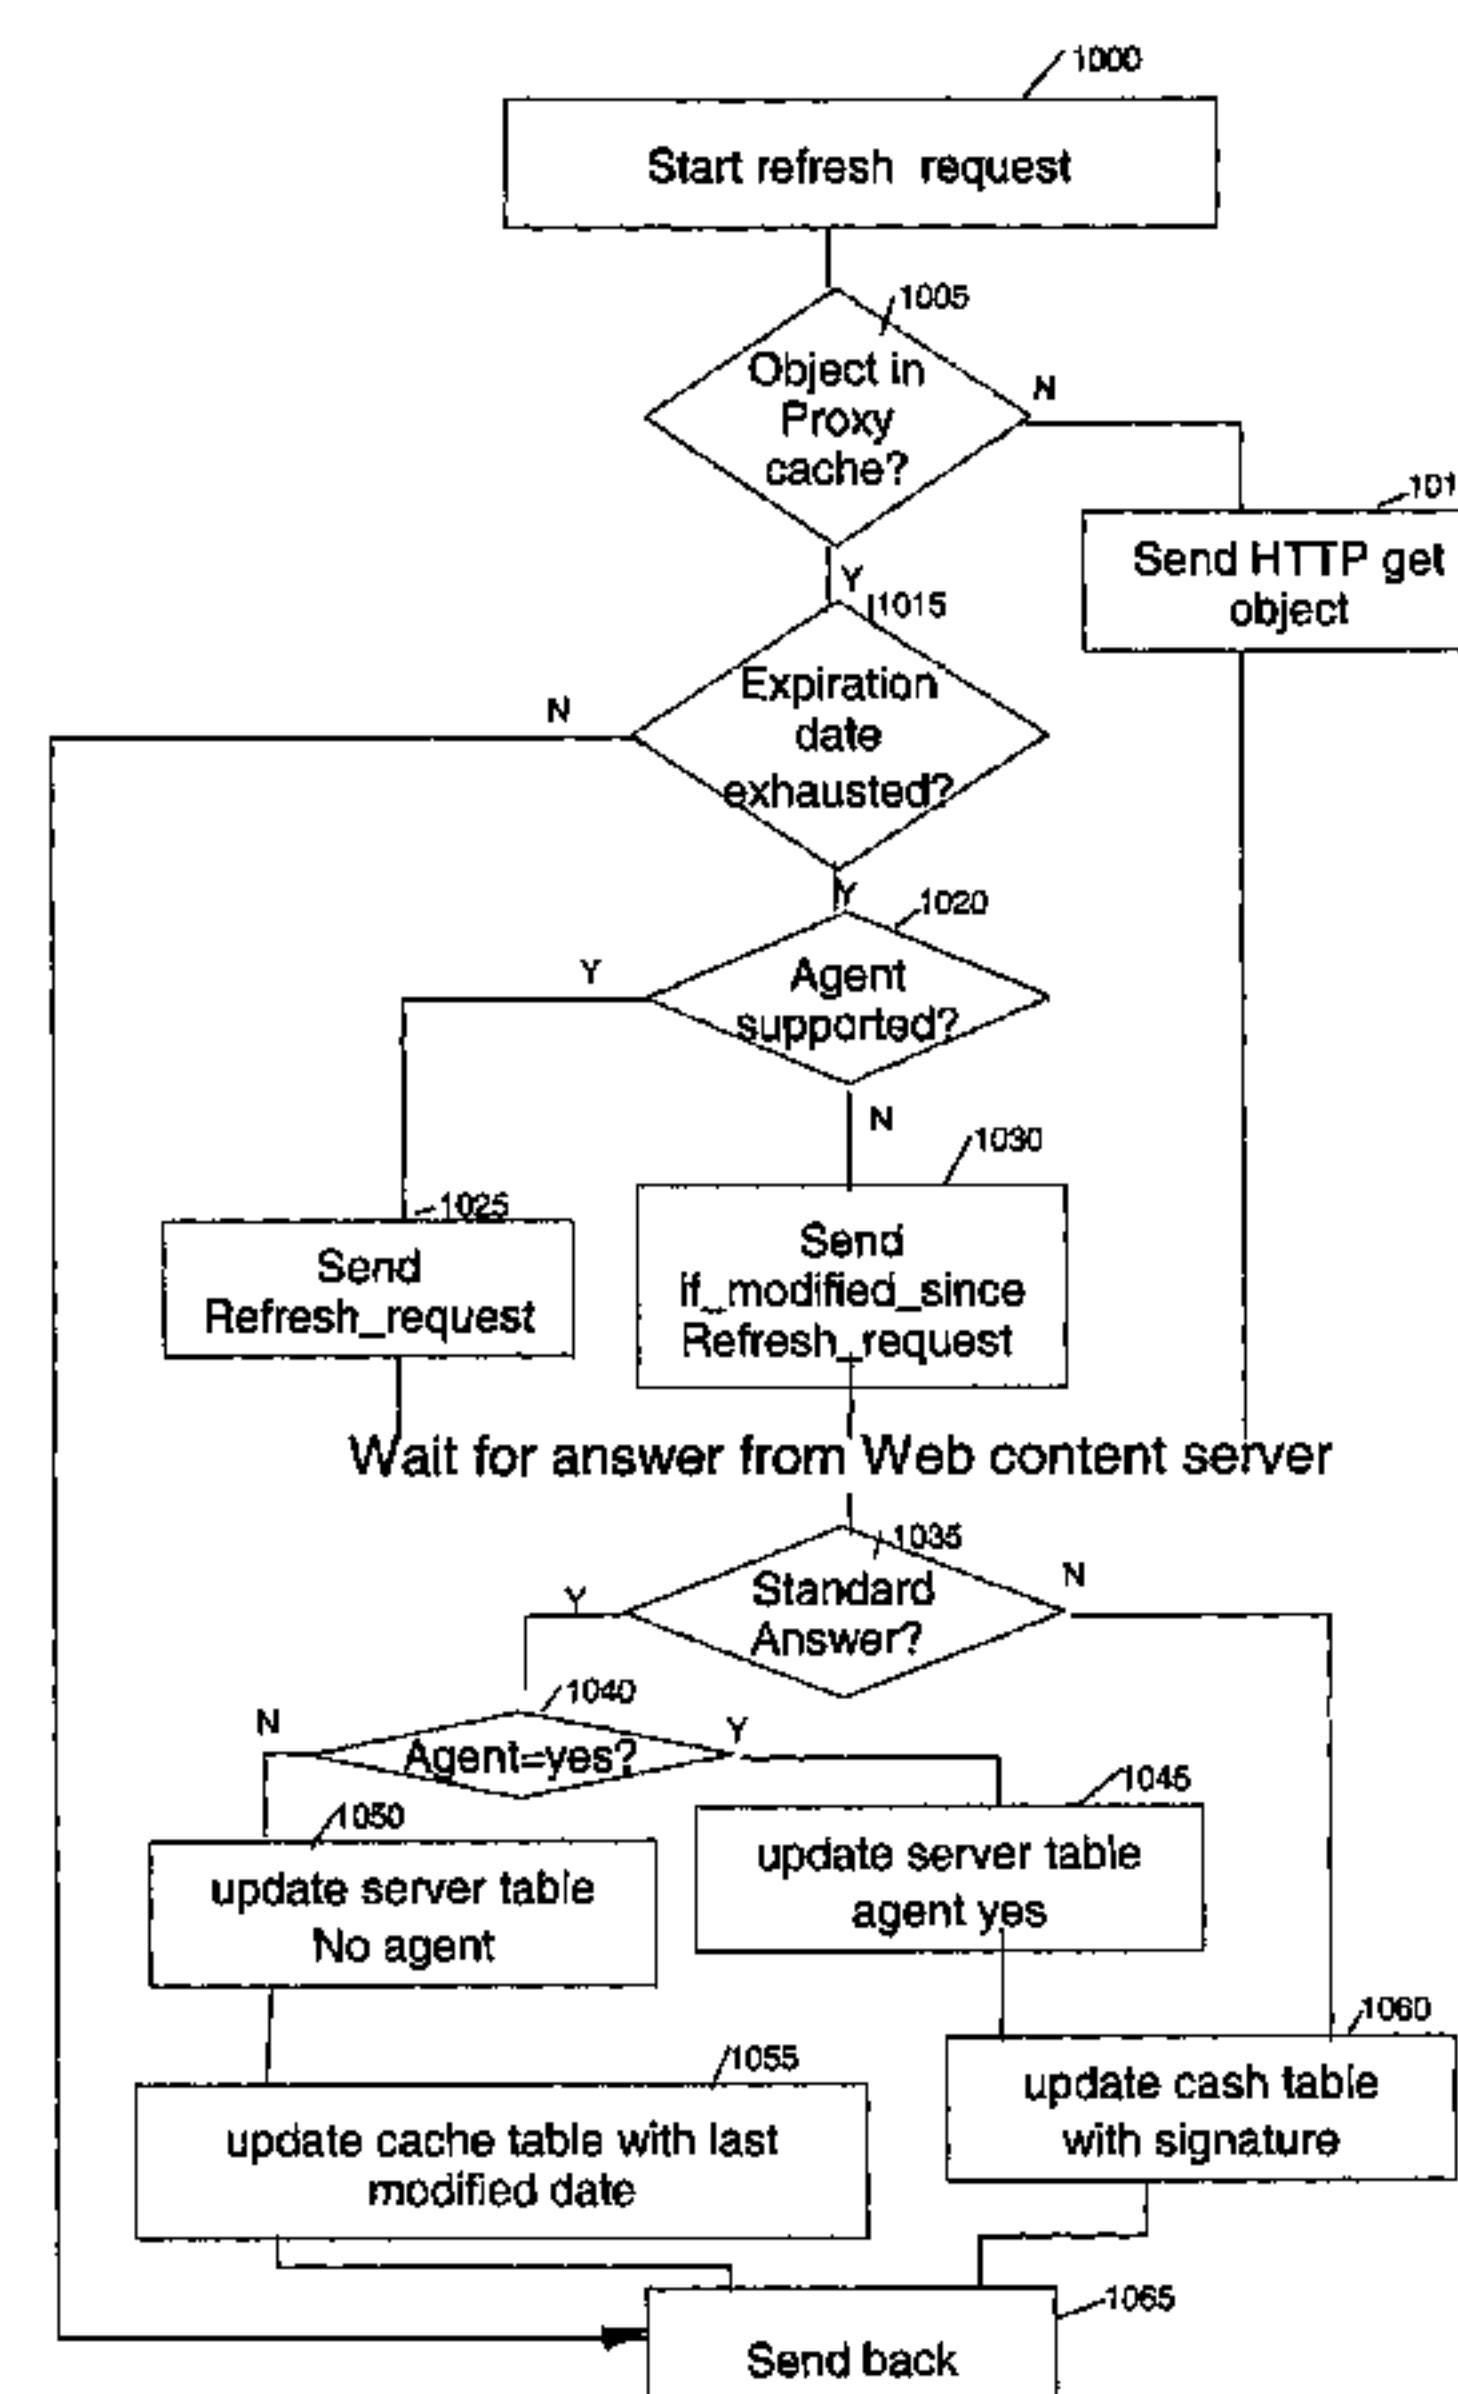 1000
Start refresh request
1005
Object in
Proxy
cache?
N
101
Send HTTP get
object
Y
1015
Expiration
date
exhausted?
N
Y
1020
Agent
supported?
Y
N
1030
1025
Send
Refresh_request
Send
if_modified_since
Refresh_request
Wait for answer from Web content server
1035
Standard
Answer?
Y
N
1040
Agent=yes?
N
Y
1045
1050
update server table
agent yes
update server table
No agent
1060
1055
update cash table
with signature
update cache table with last
modified date
1065
Send back